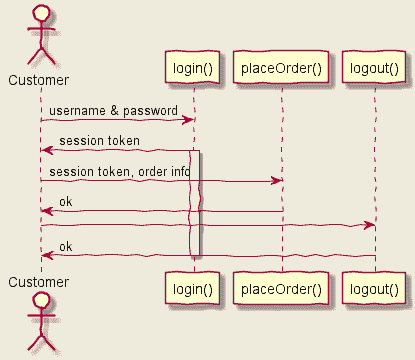 Customer
login()
placeOrder()
logout()
username & password
session token
session token, order info
ok
ok
Customer
login()
placeOrder()
logout()